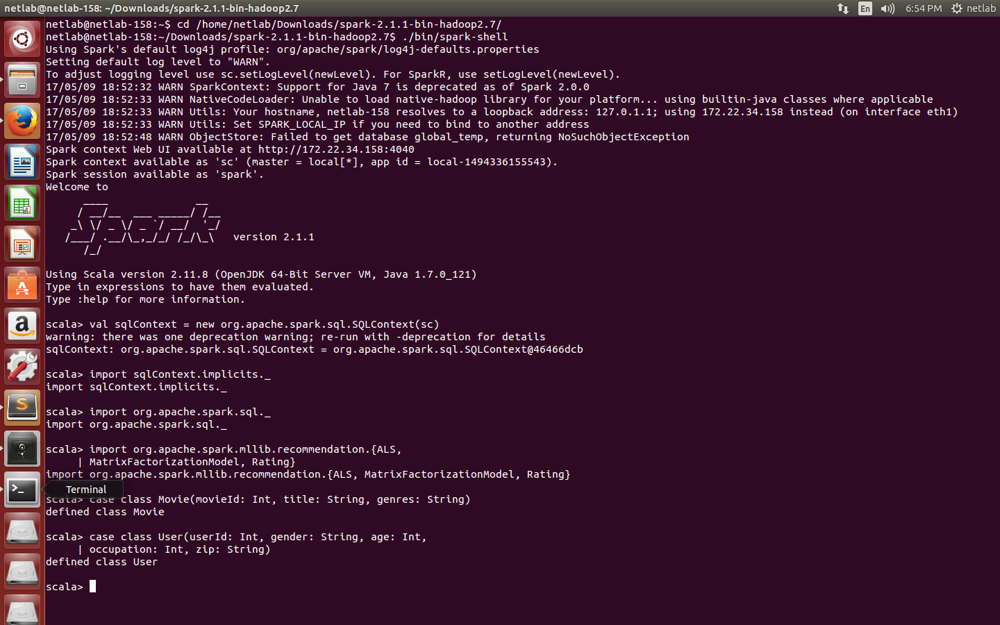 netlab@netlab-158: ~/Downloads/spark-2.1.1-bin-hadoop2.7
En
6:54 PM
netlab
netlab@netlab-158:~$ cd /home/netlab/Downloads/spark-2.1.1-bin-hadoop2.7/
netlab@netlab-158:~/Downloads/spark-2.1.1-bin-hadoop2.7$ ./bin/spark-shell
Using Spark's default log4j profile: org/apache/spark/log4j-defaults.properties
Setting default log level to "WARN".
To adjust logging level use sc.setLogLevel(newLevel). For SparkR, use setLogLevel(newLevel).
17/05/09 18:52:32 WARN SparkContext: Support for Java 7 is deprecated as of Spark 2.0.0
17/05/09 18:52:33 WARN NativeCodeLoader: Unable to load native-hadoop library for your platform... using builtin-java classes where applicable
17/05/09 18:52:33 WARN Utils: Your hostname, netlab-158 resolves to a loopback address: 127.0.1.1; using 172.22.34.158 instead (on interface eth1)
17/05/09 18:52:33 WARN Utils: Set SPARK_LOCAL_IP if you need to bind to another address
17/05/09 18:52:48 WARN ObjectStore: Failed to get database global_temp, returning NoSuchObjectException
Spark context Web UI available at http://172.22.34.158:4040
Spark context available as 'sc' (master = local[*], app id = local-1494336155543).
Spark session available as 'spark'.
Welcome to
      ____              __
     / __/__  ___ _____/ /__
    _\ \/ _ \/ _ `/ __/  '_/
   /___/ .__/\_,_/_/ /_/\_\   version 2.1.1
      /_/
Using Scala version 2.11.8 (OpenJDK 64-Bit Server VM, Java 1.7.0_121)
Type in expressions to have them evaluated.
Type :help for more information.
scala> val sqlContext = new org.apache.spark.sql.SQLContext(sc)
warning: there was one deprecation warning; re-run with -deprecation for details
sqlContext: org.apache.spark.sql.SQLContext = org.apache.spark.sql.SQLContext@46466dcb
scala> import sqlContext.implicits._
import sqlContext.implicits._
scala> import org.apache.spark.sql._
import org.apache.spark.sql._
scala> import org.apache.spark.mllib.recommendation.{ALS,
     | MatrixFactorizationModel, Rating}
import org.apache.spark.mllib.recommendation.{ALS, MatrixFactorizationModel, Rating}
Terminal
scala> case class Movie(movieId: Int, title: String, genres: String)
defined class Movie
scala> case class User(userId: Int, gender: String, age: Int,
     | occupation: Int, zip: String)
defined class User
scala>